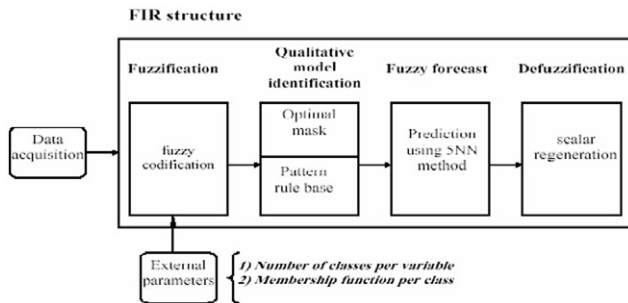 FIR structure
Fuzzification
Qualitative
model
identification
Fuzzy forecast
Defuzzification
Data
acquisition
fuzzy
codification
Optimal
mask
Pattern
rule base
Prediction
using 5NN
method
scalar
regeneration
External
parameters
1) Number of classes per variable
2) Membership function per class